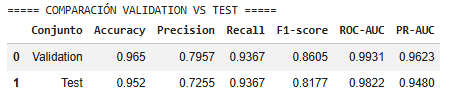 ===== COMPARACIÓN VALIDATION VS TEST =====
Conjunto Accuracy Precision Recall F1-score ROC-AUC PR-AUC
0 Validation 0.965 0.7957 0.9367 0.8605 0.9931 0.9623
1 Test 0.952 0.7255 0.9367 0.8177 0.9822 0.9480